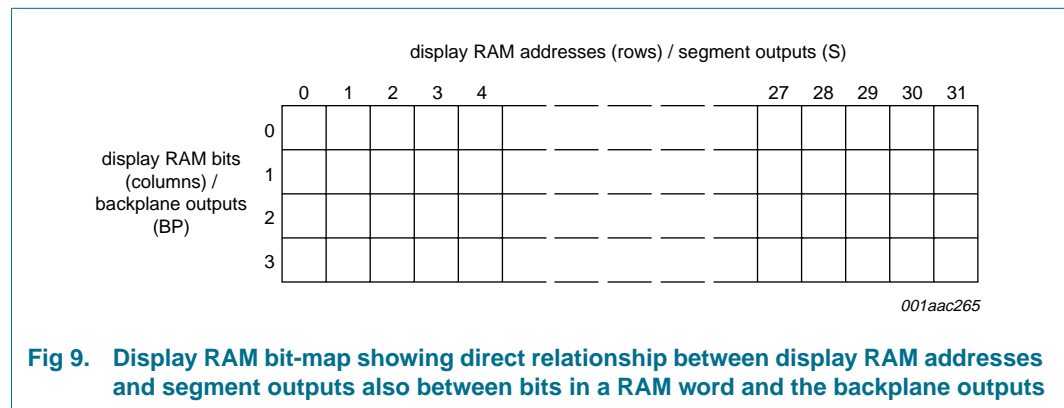 display RAM addresses (rows) / segment outputs (S)
0 1 2 3 4 27 28 29 30 31
0
display RAM bits
(columns) /
backplane outputs
(BP)
1
2
3
001aac265
Fig 9. Display RAM bit-map showing direct relationship between display RAM addresses
and segment outputs also between bits in a RAM word and the backplane outputs